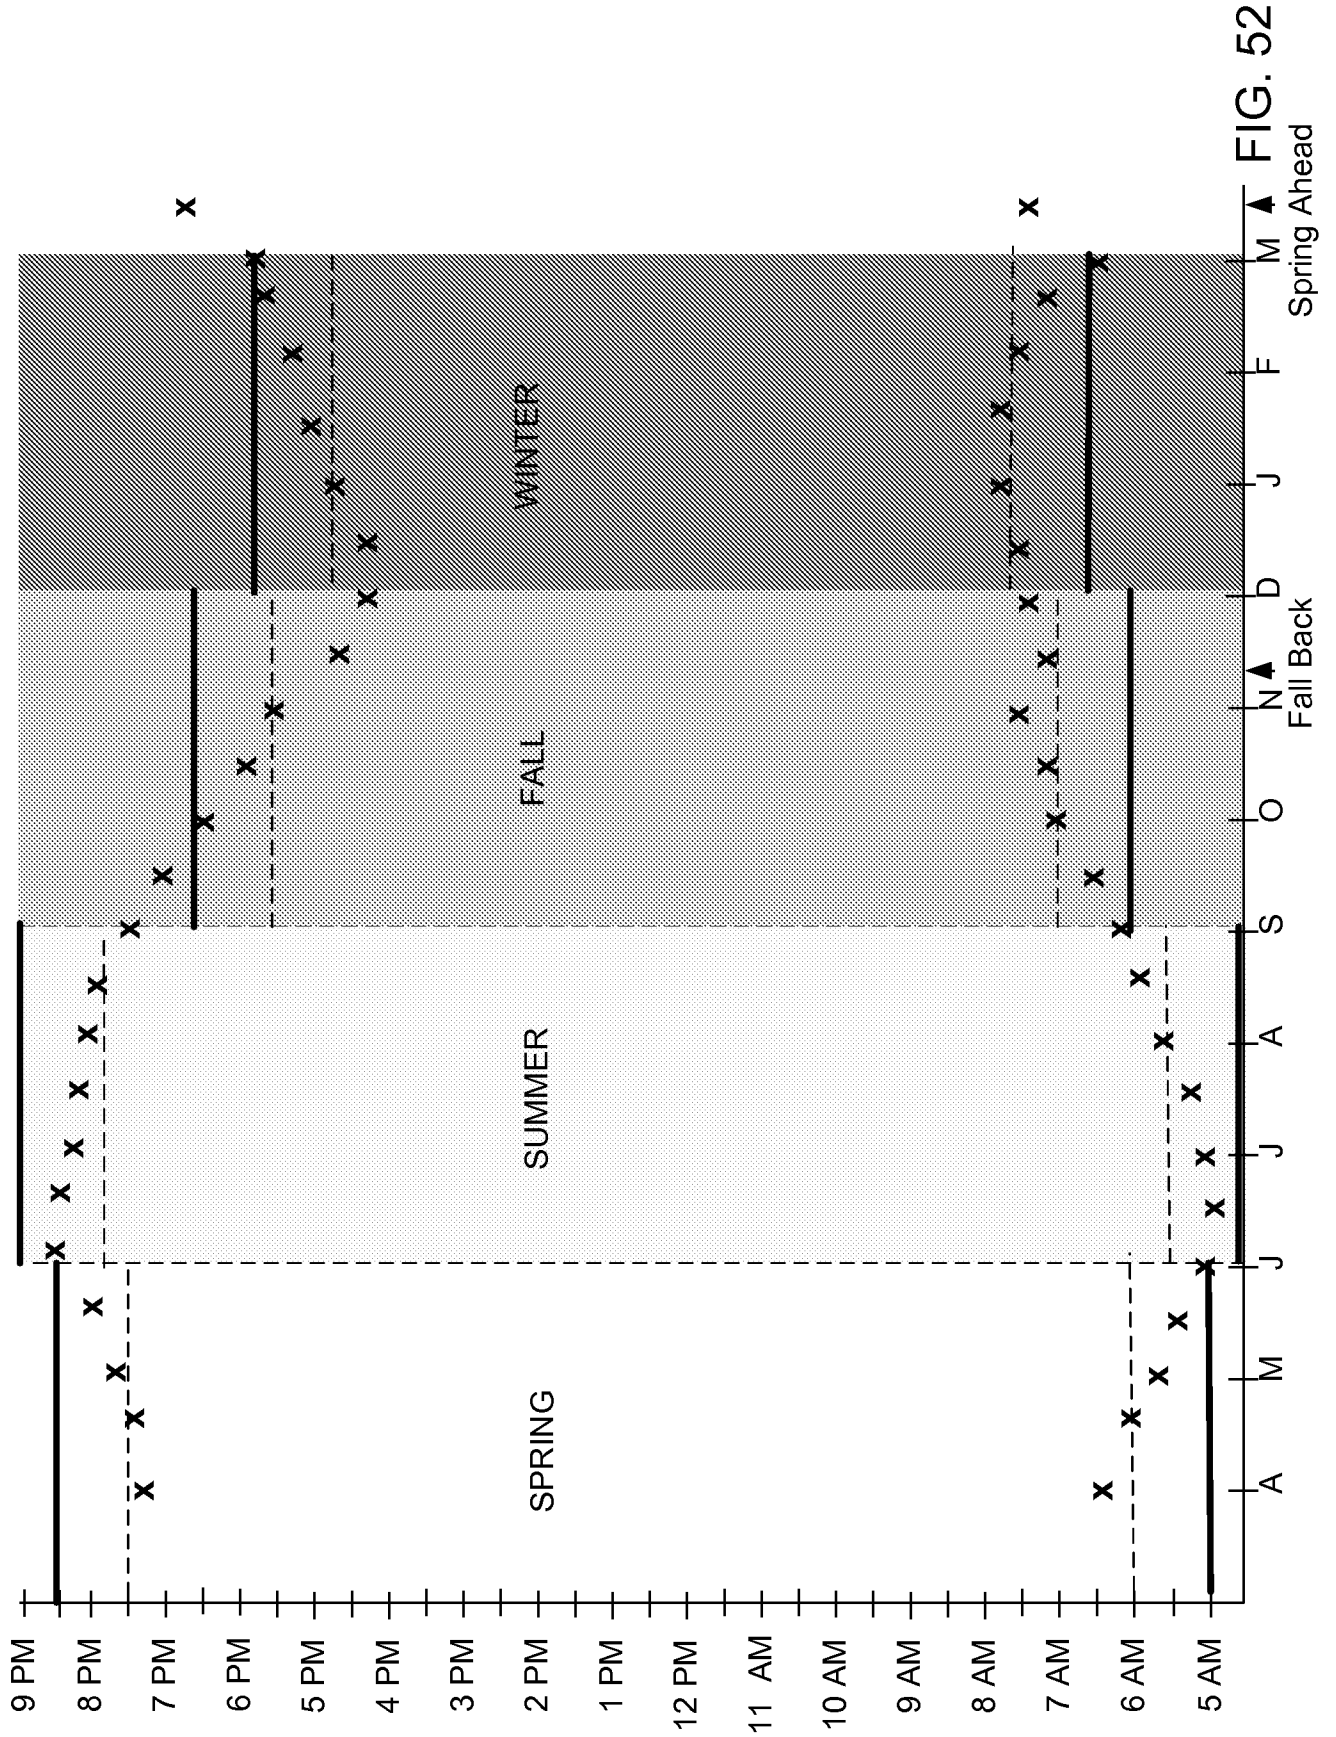 9 PM
8 PM
7 PM
6 PM
5 PM
4 PM
3 PM
2 PM
1 PM
12 PM
11 AM
10 AM
9 AM
8 AM
7 AM
6 AM
5 AM
SPRING
SUMMER
FALL
WINTER
A
M
J
J
A
S
O
N
D
J
F
M
Fall Back
Spring Ahead
FIG. 52